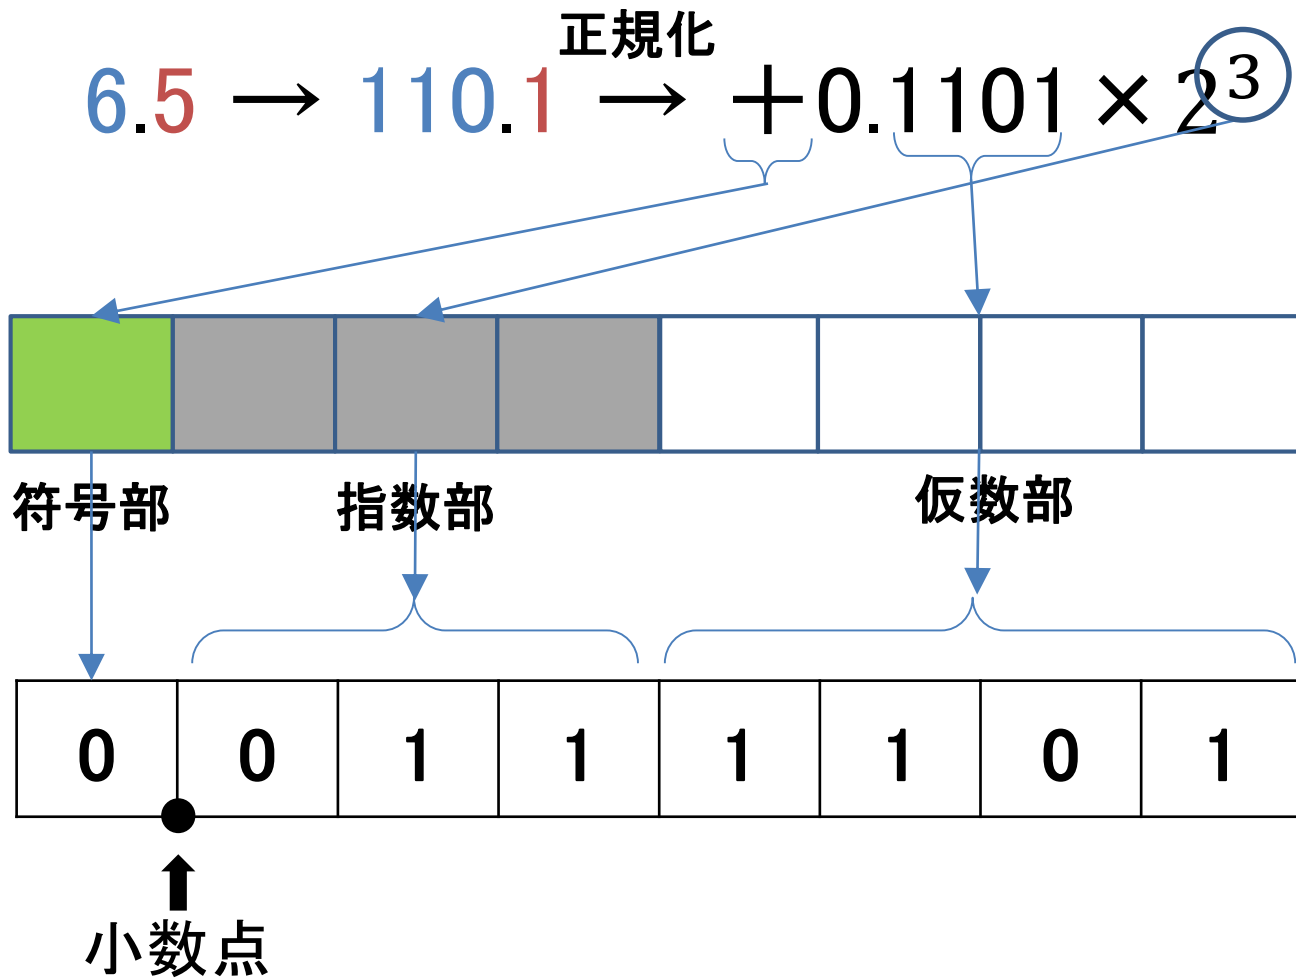 正規化
6.5 → 110.1 → +0.1101 × 2³
符号部 指数部 仮数部
0 0 1 1 1 1 0 1
小数点